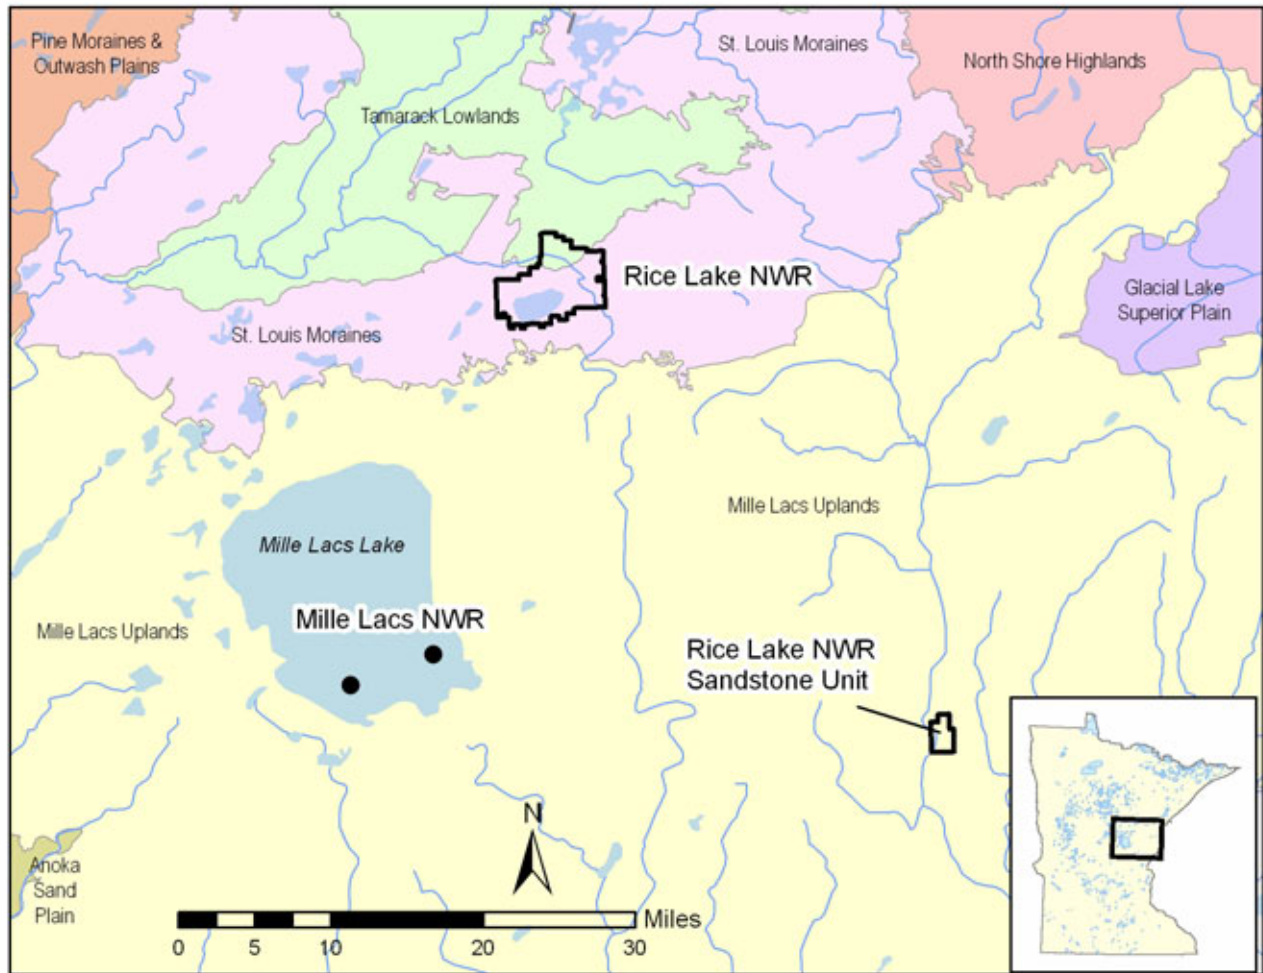 Pine Moraines &
Outwash Plains
St. Louis Moraines
North Shore Highlands
Tamarack Lowlands
Rice Lake NWR
Glacial Lake
Superior Plain
St. Louis Moraines
Mille Lacs Uplands
Mille Lacs Lake
Mille Lacs NWR
Mille Lacs Uplands
Rice Lake NWR
Sandstone Unit
N
Anoka
Sand
Plain
Miles
0 5 10 20 30